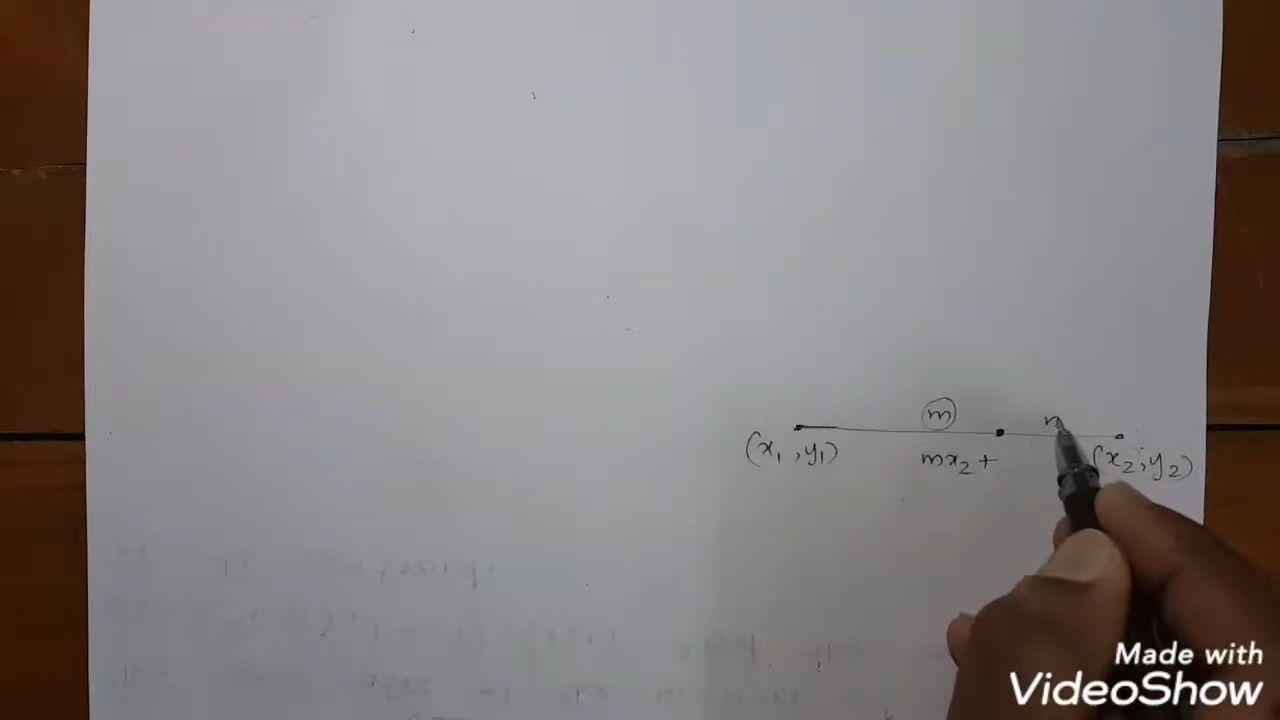 m n
(x₁, y₁) mx₂ + (x₂, y₂)
Made with
VideoShow